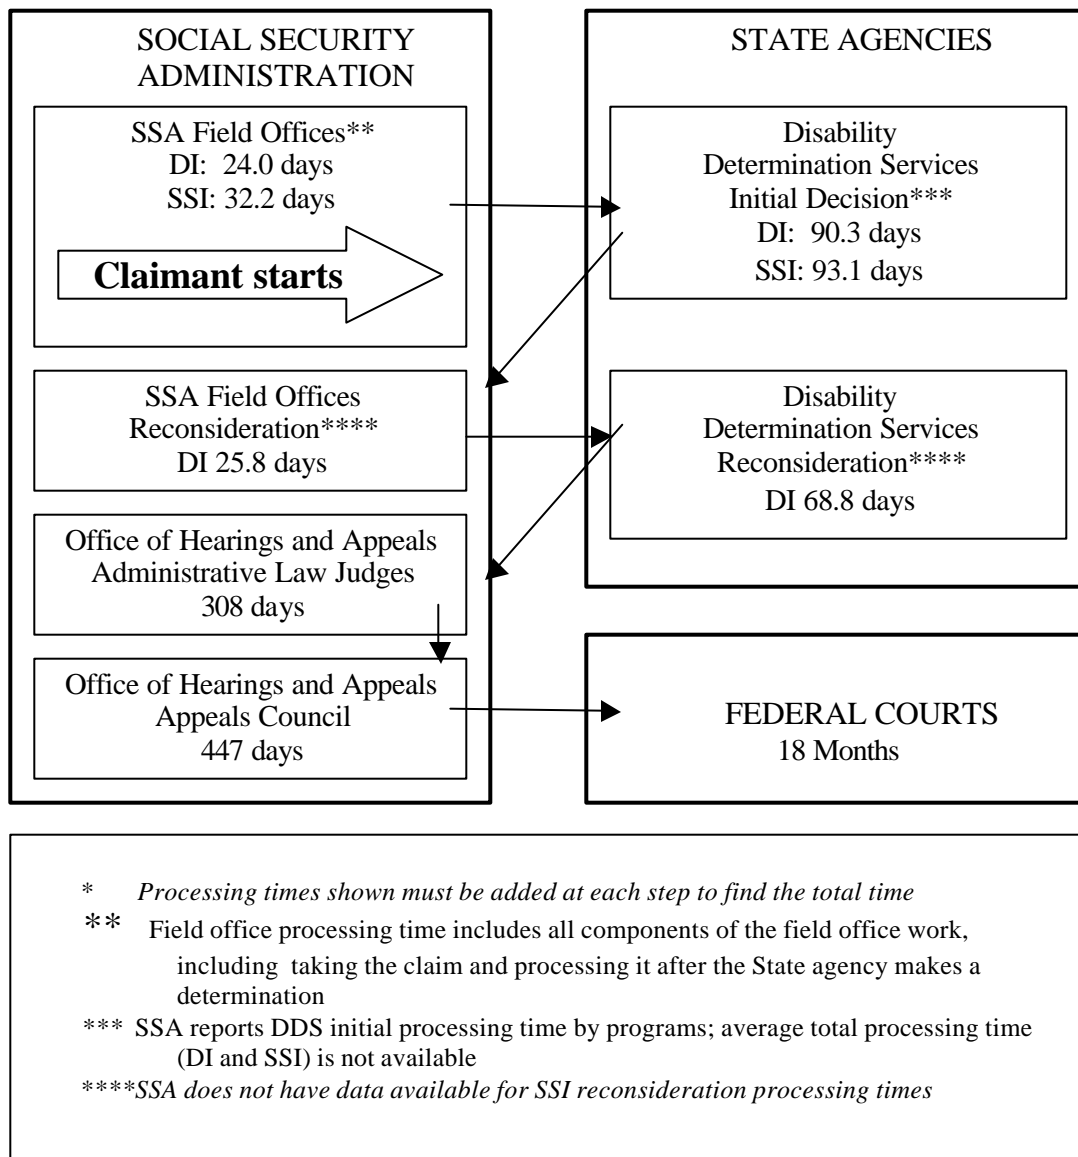 SOCIAL SECURITY
ADMINISTRATION
SSA Field Offices**
DI: 24.0 days
SSI: 32.2 days
Claimant starts
SSA Field Offices
Reconsideration****
DI 25.8 days
Office of Hearings and Appeals
Administrative Law Judges
308 days
Office of Hearings and Appeals
Appeals Council
447 days
STATE AGENCIES
Disability
Determination Services
Initial Decision***
DI: 90.3 days
SSI: 93.1 days
Disability
Determination Services
Reconsideration****
DI 68.8 days
FEDERAL COURTS
18 Months
* Processing times shown must be added at each step to find the total time
** Field office processing time includes all components of the field office work,
including taking the claim and processing it after the State agency makes a
determination
*** SSA reports DDS initial processing time by programs; average total processing time
(DI and SSI) is not available
****SSA does not have data available for SSI reconsideration processing times